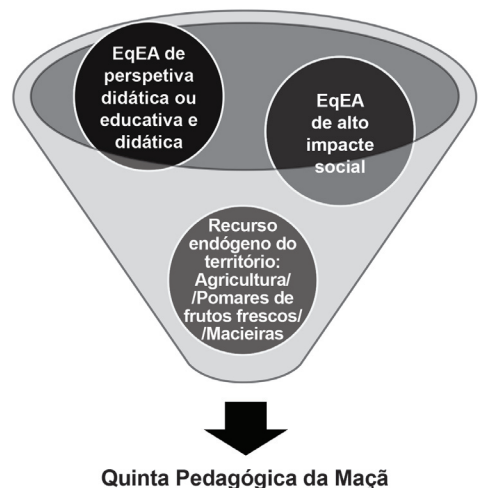 EqEA de
perspetiva
didática ou
educativa e
didática
EqEA
de alto
impacte
social
Recurso
endógeno do
território:
Agricultura/
/Pomares de
frutos frescos/
/Macieiras
Quinta Pedagógica da Maçã